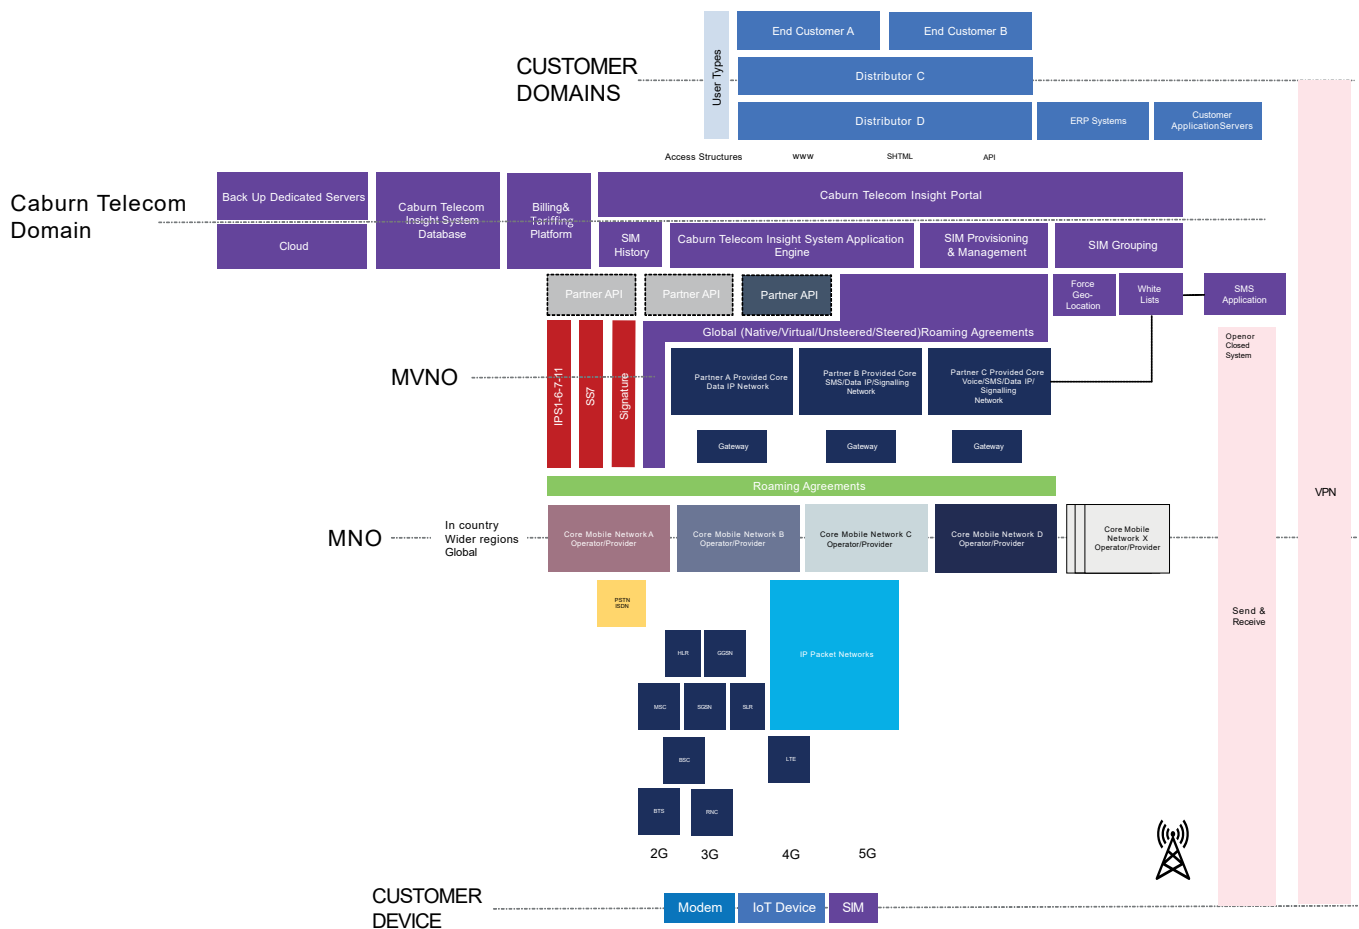 CUSTOMER
DOMAINS
User Types
End Customer A
End Customer B
Distributor C
Distributor D
ERP Systems
Customer
ApplicationServers
Access Structures
WWW
SHTML
API
Caburn Telecom
Domain
Back Up Dedicated Servers
Cloud
Caburn Telecom
Insight System
Database
Billing&
Tariffing
Platform
Caburn Telecom Insight Portal
SIM
History
Caburn Telecom Insight System Application
Engine
SIM Provisioning
& Management
SIM Grouping
Partner API
Partner API
Partner API
Force
Geo-
Location
White
Lists
SMS
Application
Global (Native/Virtual/Unsteered/Steered)Roaming Agreements
Openor
Closed
System
MVNO
IPS1-6-7-11
SS7
Signature
Partner A Provided Core
Data IP Network
Partner B Provided Core
SMS/Data IP/Signalling
Network
Partner C Provided Core
Voice/SMS/Data IP/
Signalling
Network
Gateway
Gateway
Gateway
Roaming Agreements
VPN
MNO
In country
Wider regions
Global
Core Mobile NetworkA
Operator/Provider
Core Mobile Network B
Operator/Provider
Core Mobile Network C
Operator/Provider
Core Mobile Network D
Operator/Provider
Core Mobile
Network X
Operator/Provider
PSTN
ISDN
Send &
Receive
HLR
GGSN
IP Packet Networks
MSC
SGSN
SLR
BSC
LTE
BTS
RNC
2G
3G
4G
5G
CUSTOMER
DEVICE
Modem
IoT Device
SIM